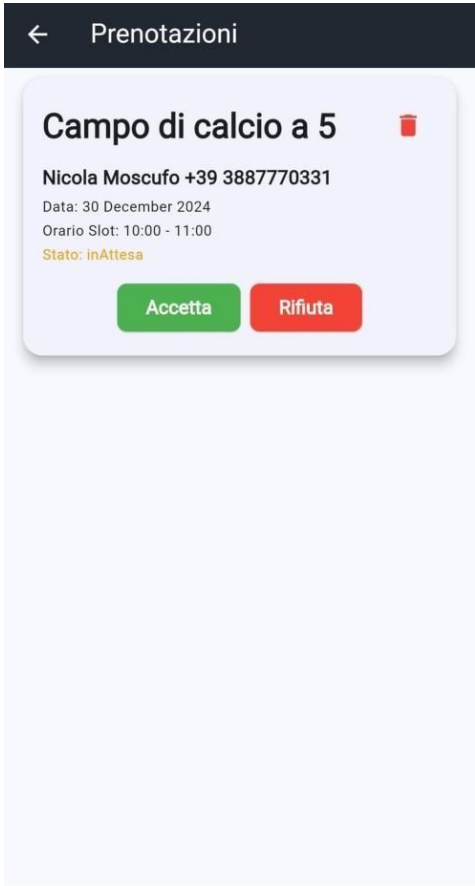 Prenotazioni
Campo di calcio a 5
Nicola Moscufo +39 3887770331
Data: 30 December 2024
Orario Slot: 10:00 - 11:00
Stato: inAttesa
Accetta Rifiuta